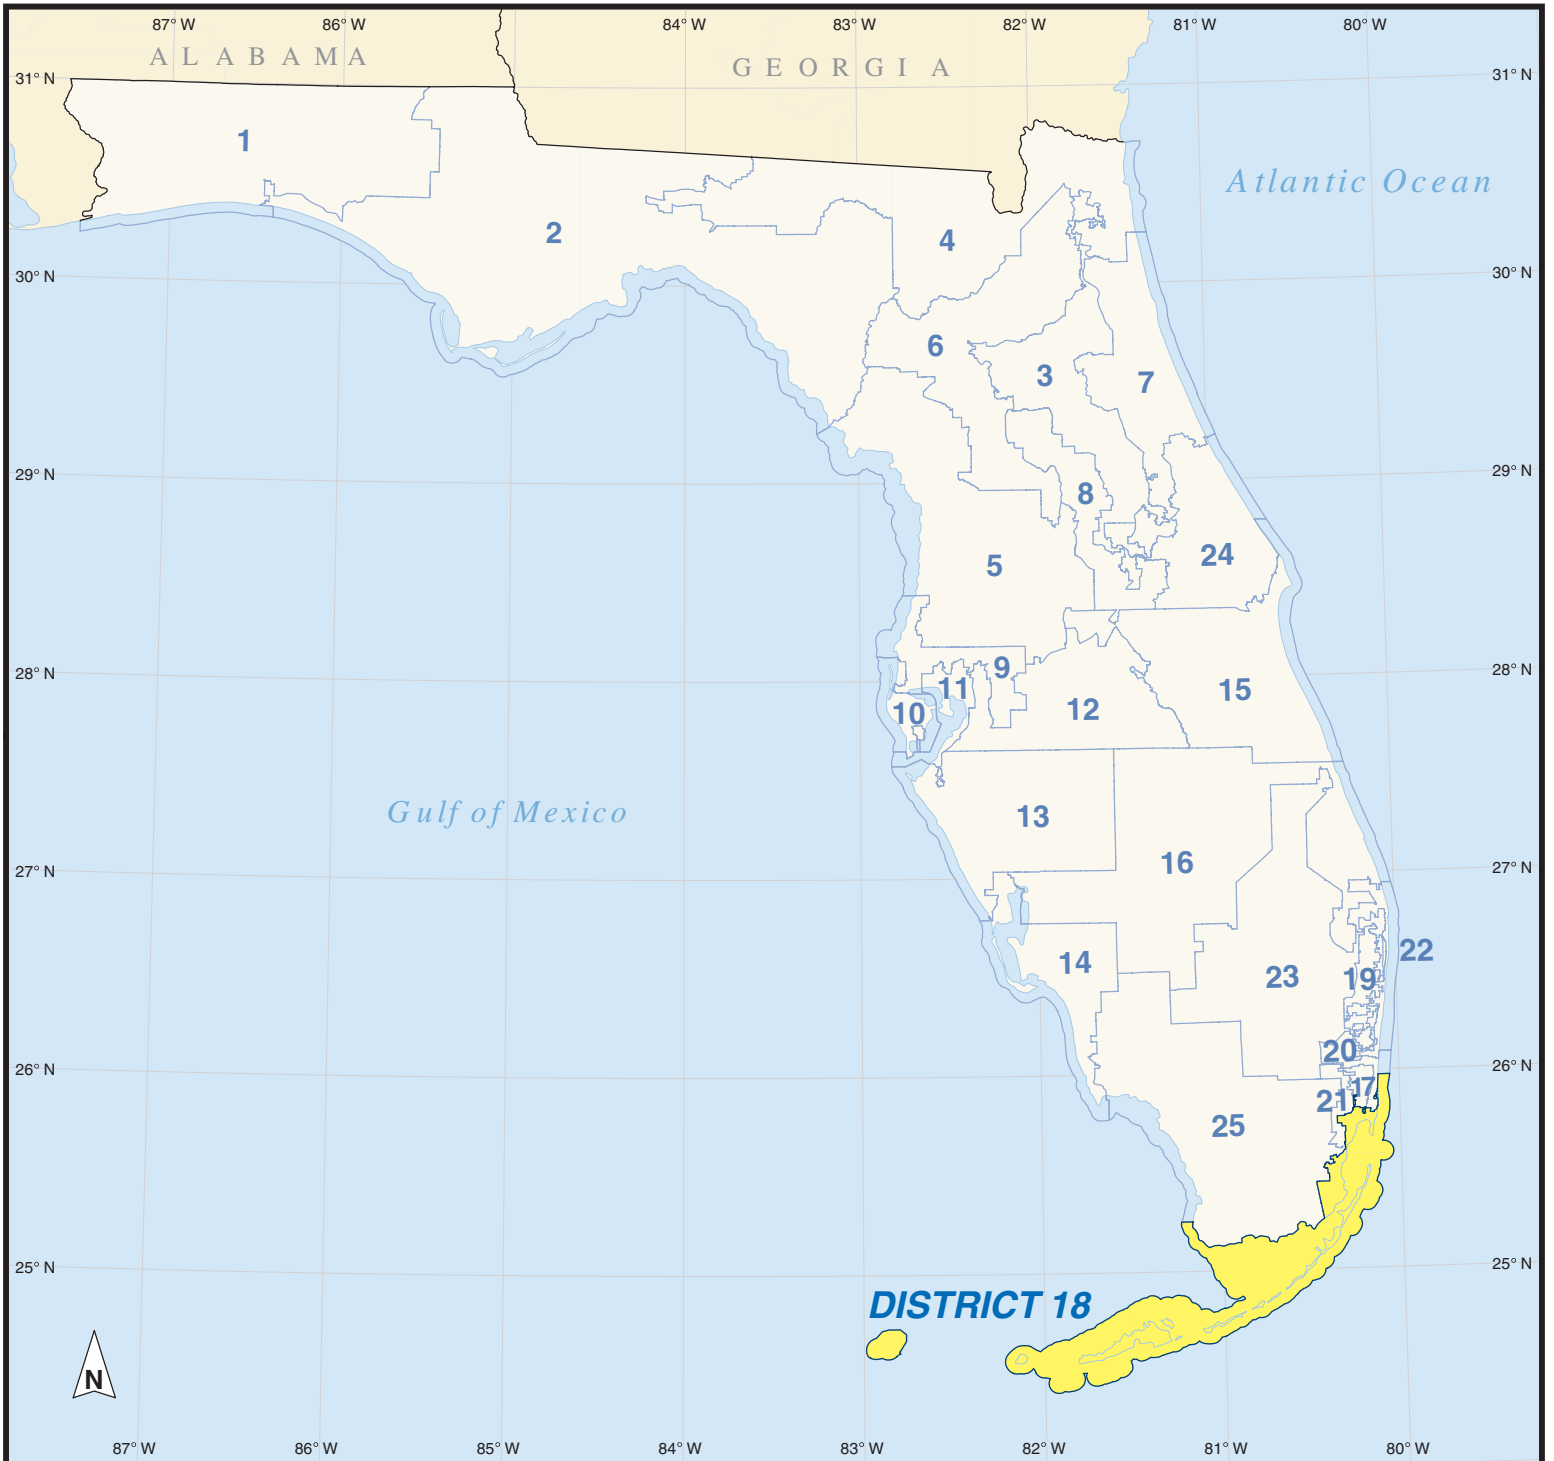 87° W 86° W 84° W 83° W 82° W 81° W 80° W
ALABAMA
GEORGIA
31° N 31° N
1
Atlantic Ocean
2
4
30° N 30° N
6
3
7
29° N 29° N
8
24
5
28° N 28° N
9
11
15
10
12
Gulf of Mexico
13
16
27° N 27° N
22
14
23
19
20
26° N 26° N
17
21
25
25° N 25° N
DISTRICT 18
N
87° W 86° W 85° W 84° W 83° W 82° W 81° W 80° W